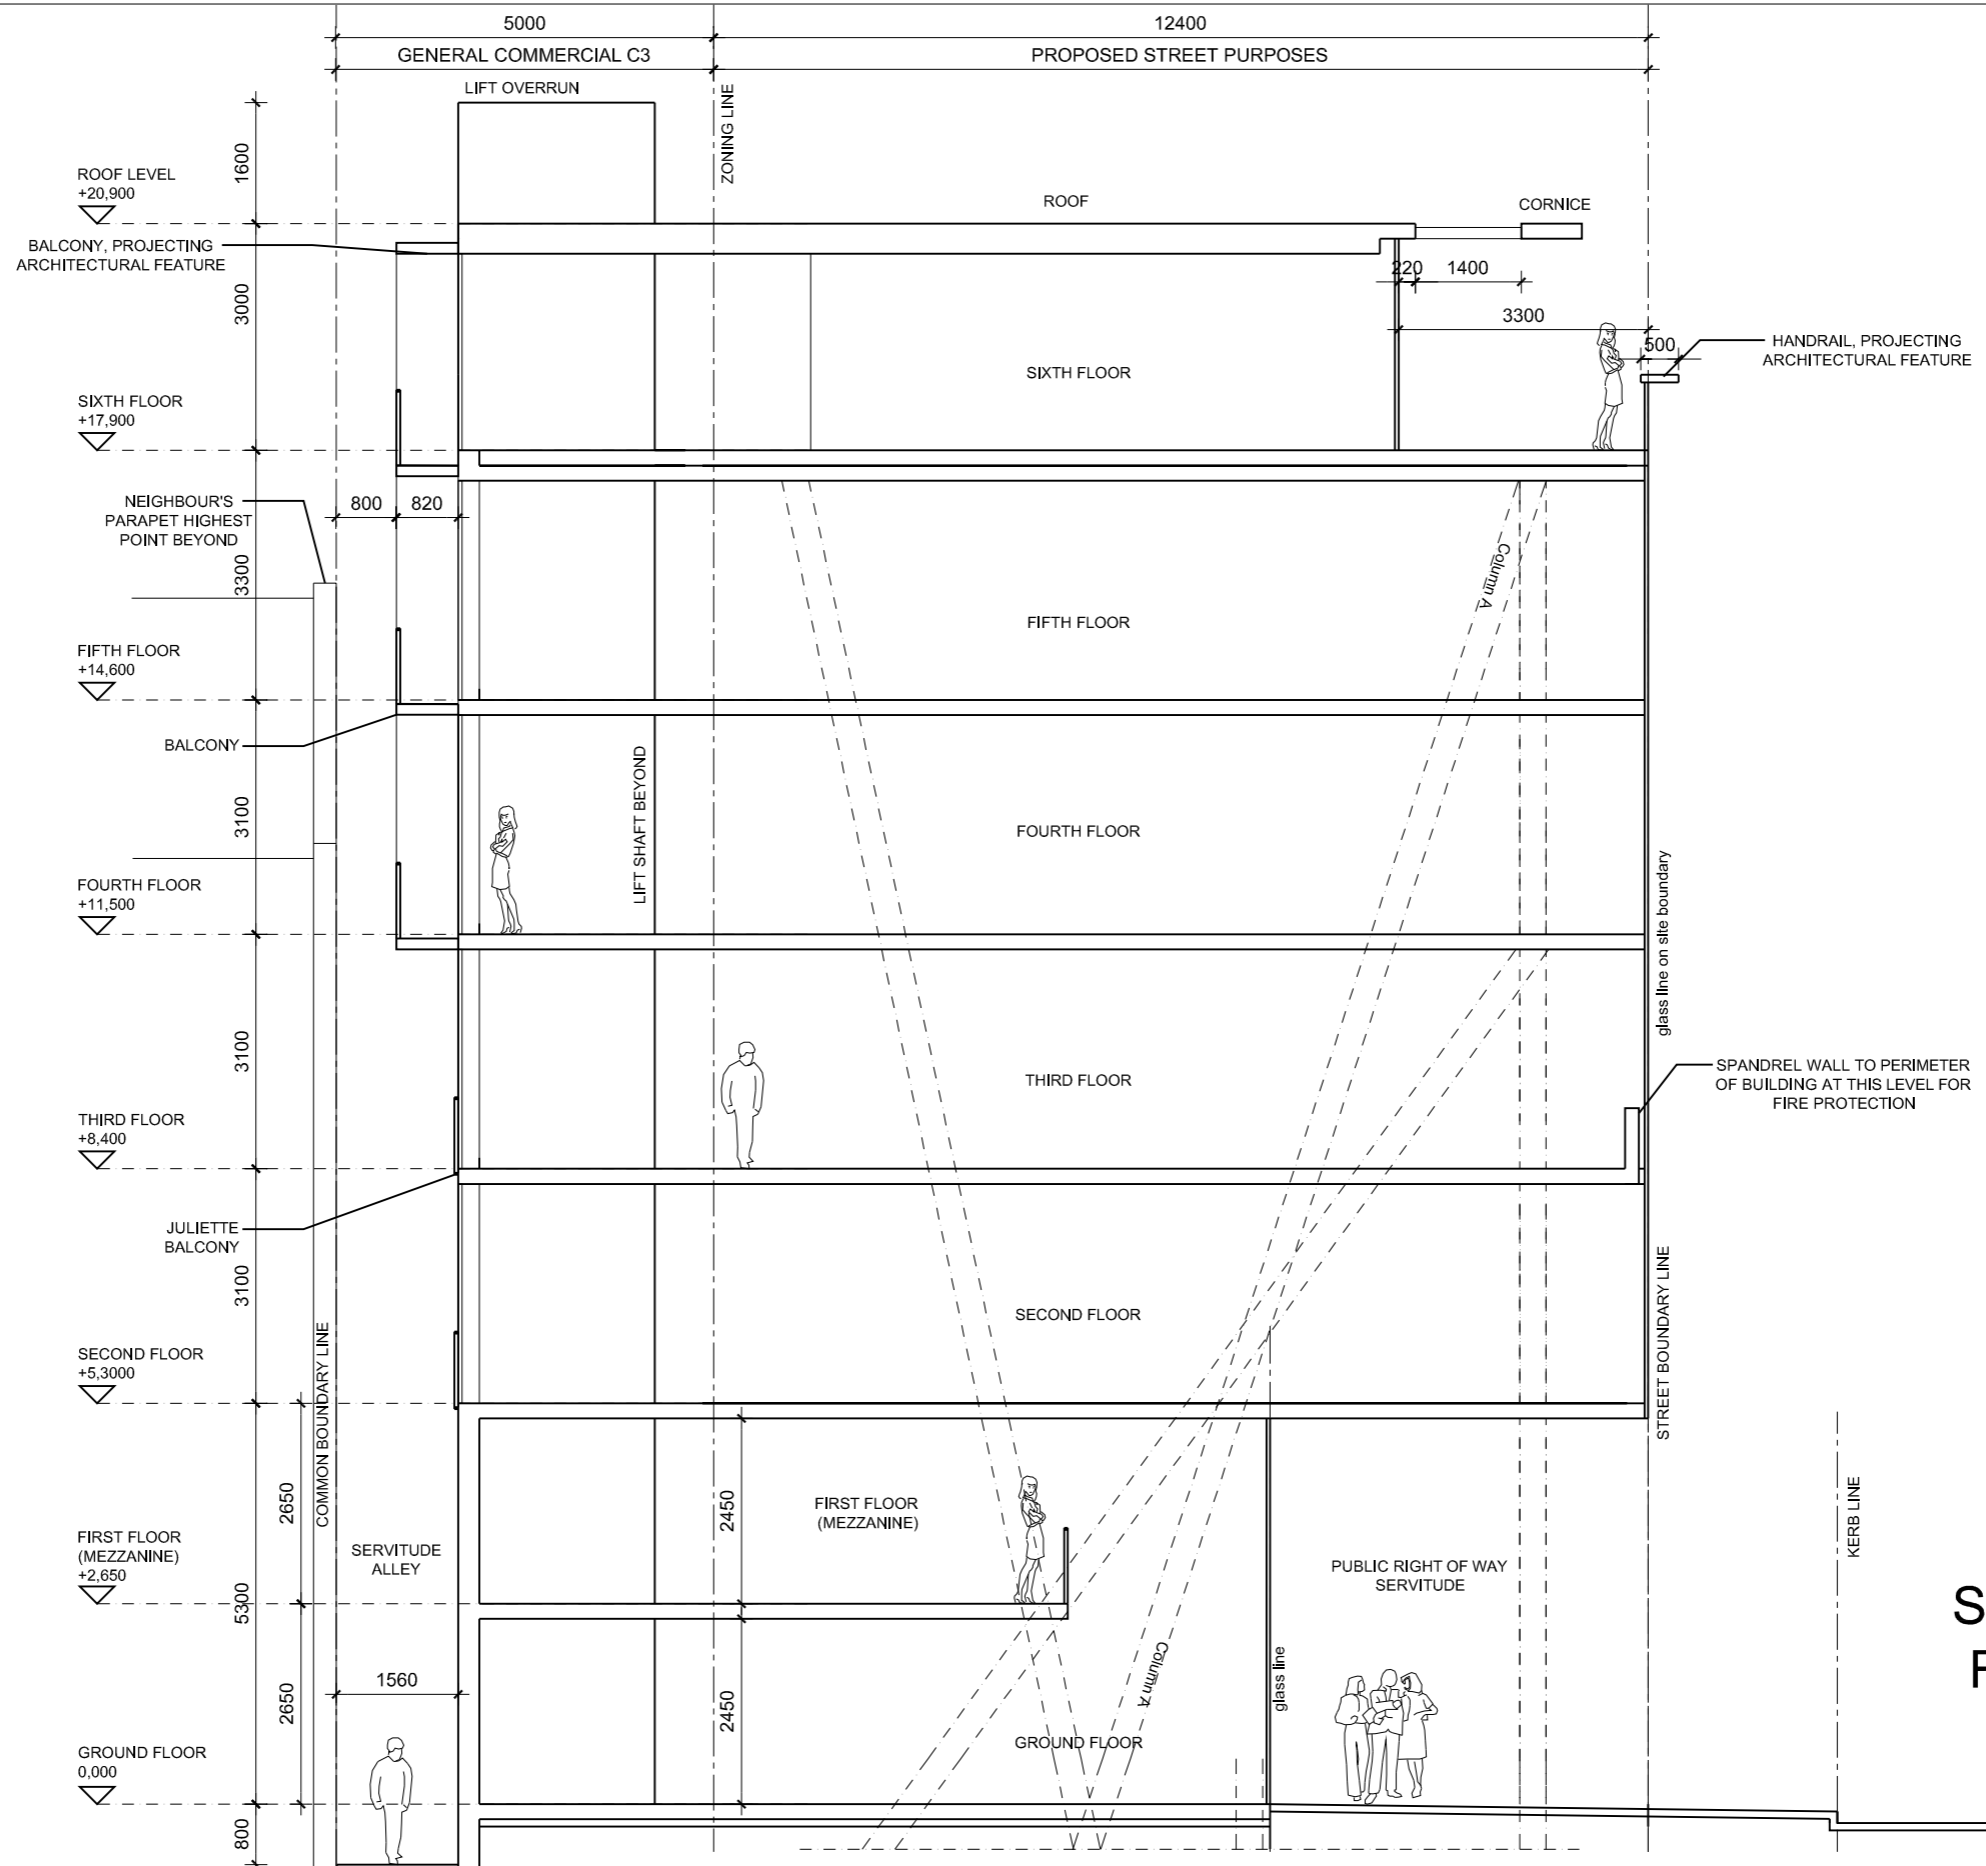 5000
12400
GENERAL COMMERCIAL C3
PROPOSED STREET PURPOSES
LIFT OVERRUN
ZONING LINE
1600
ROOF LEVEL
+20,900
ROOF
CORNICE
BALCONY, PROJECTING
ARCHITECTURAL FEATURE
220
1400
3000
3300
500
HANDRAIL, PROJECTING
ARCHITECTURAL FEATURE
SIXTH FLOOR
SIXTH FLOOR
+17,900
NEIGHBOUR'S
PARAPET HIGHEST
POINT BEYOND
800
820
3300
Column A
FIFTH FLOOR
FIFTH FLOOR
+14,600
BALCONY
LIFT SHAFT BEYOND
3100
FOURTH FLOOR
FOURTH FLOOR
+11,500
glass line on site boundary
3100
THIRD FLOOR
SPANDREL WALL TO PERIMETER
OF BUILDING AT THIS LEVEL FOR
FIRE PROTECTION
THIRD FLOOR
+8,400
JULIETTE
BALCONY
3100
SECOND FLOOR
STREET BOUNDARY LINE
SECOND FLOOR
+5,3000
COMMON BOUNDARY LINE
2650
2450
FIRST FLOOR
(MEZZANINE)
KERB LINE
FIRST FLOOR
(MEZZANINE)
+2,650
SERVITUDE
ALLEY
PUBLIC RIGHT OF WAY
SERVITUDE
5300
S
Column A
glass line
1560
2650
2450
GROUND FLOOR
GROUND FLOOR
0,000
800